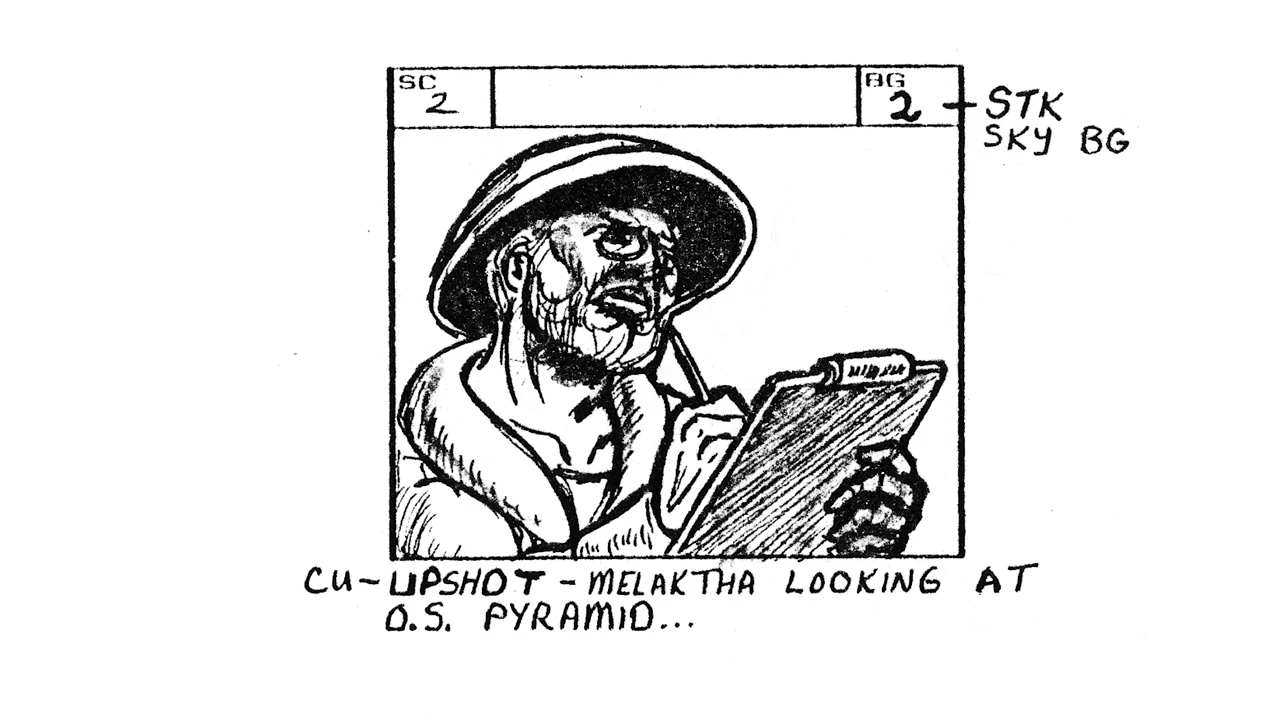 SC
2
BG
2 - STK
SKY BG
CU - UPSHOT - MELAKTHA LOOKING AT
O.S. PYRAMID...